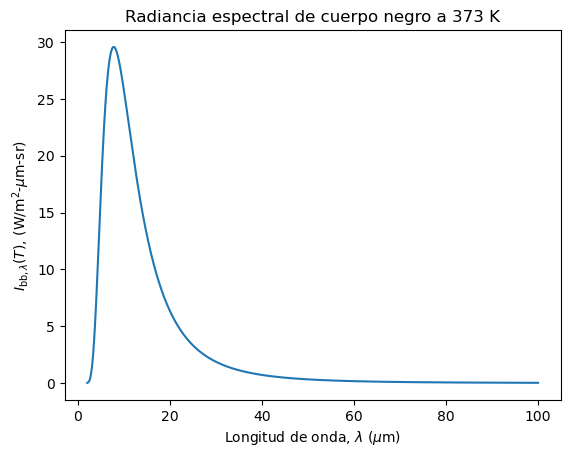 Radiancia espectral de cuerpo negro a 373 K
30
25
20
15
10
5
0
I_bb,λ(T), (W/m²-μm-sr)
0 20 40 60 80 100
Longitud de onda, λ (μm)